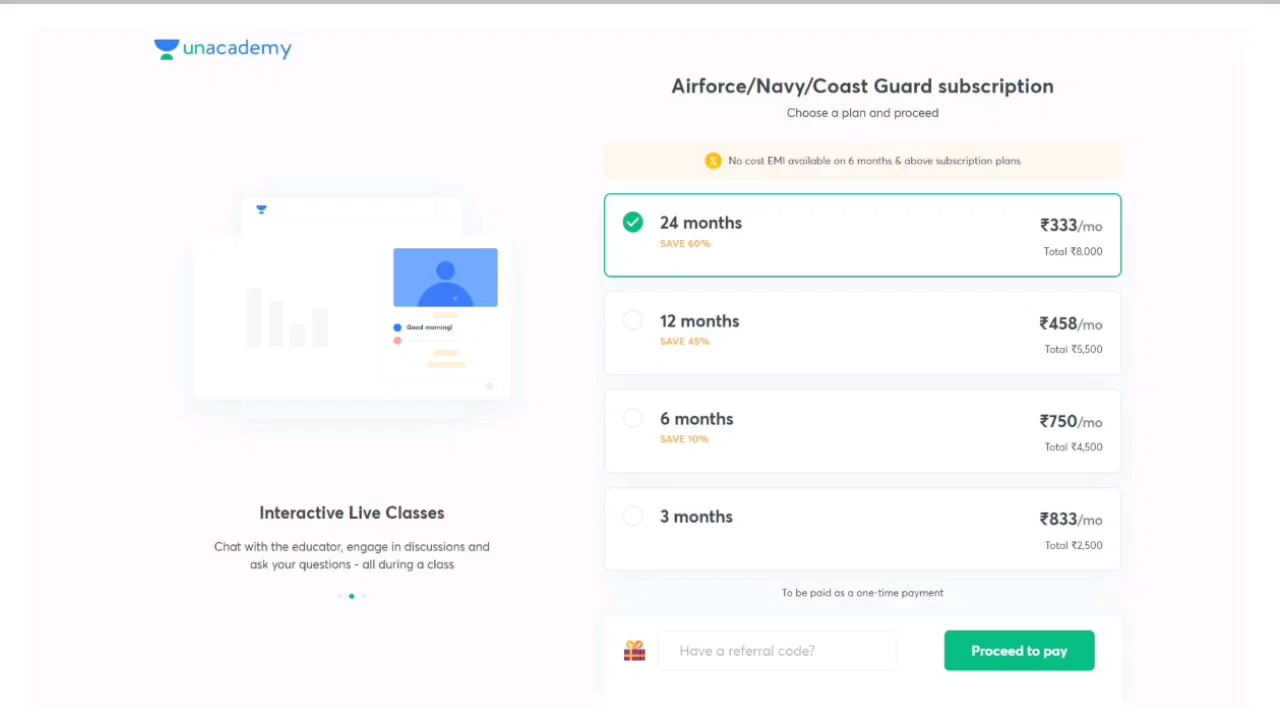 unacademy
Airforce/Navy/Coast Guard subscription
Choose a plan and proceed
No cost EMI available on 6 months & above subscription plans
24 months
SAVE 60%
₹333/mo
Total ₹8,000
12 months
SAVE 45%
₹458/mo
Total ₹5,500
6 months
SAVE 10%
₹750/mo
Total ₹4,500
3 months
₹833/mo
Total ₹2,500
To be paid as a one-time payment
Have a referral code?
Proceed to pay
Good morning!
Interactive Live Classes
Chat with the educator, engage in discussions and
ask your questions - all during a class